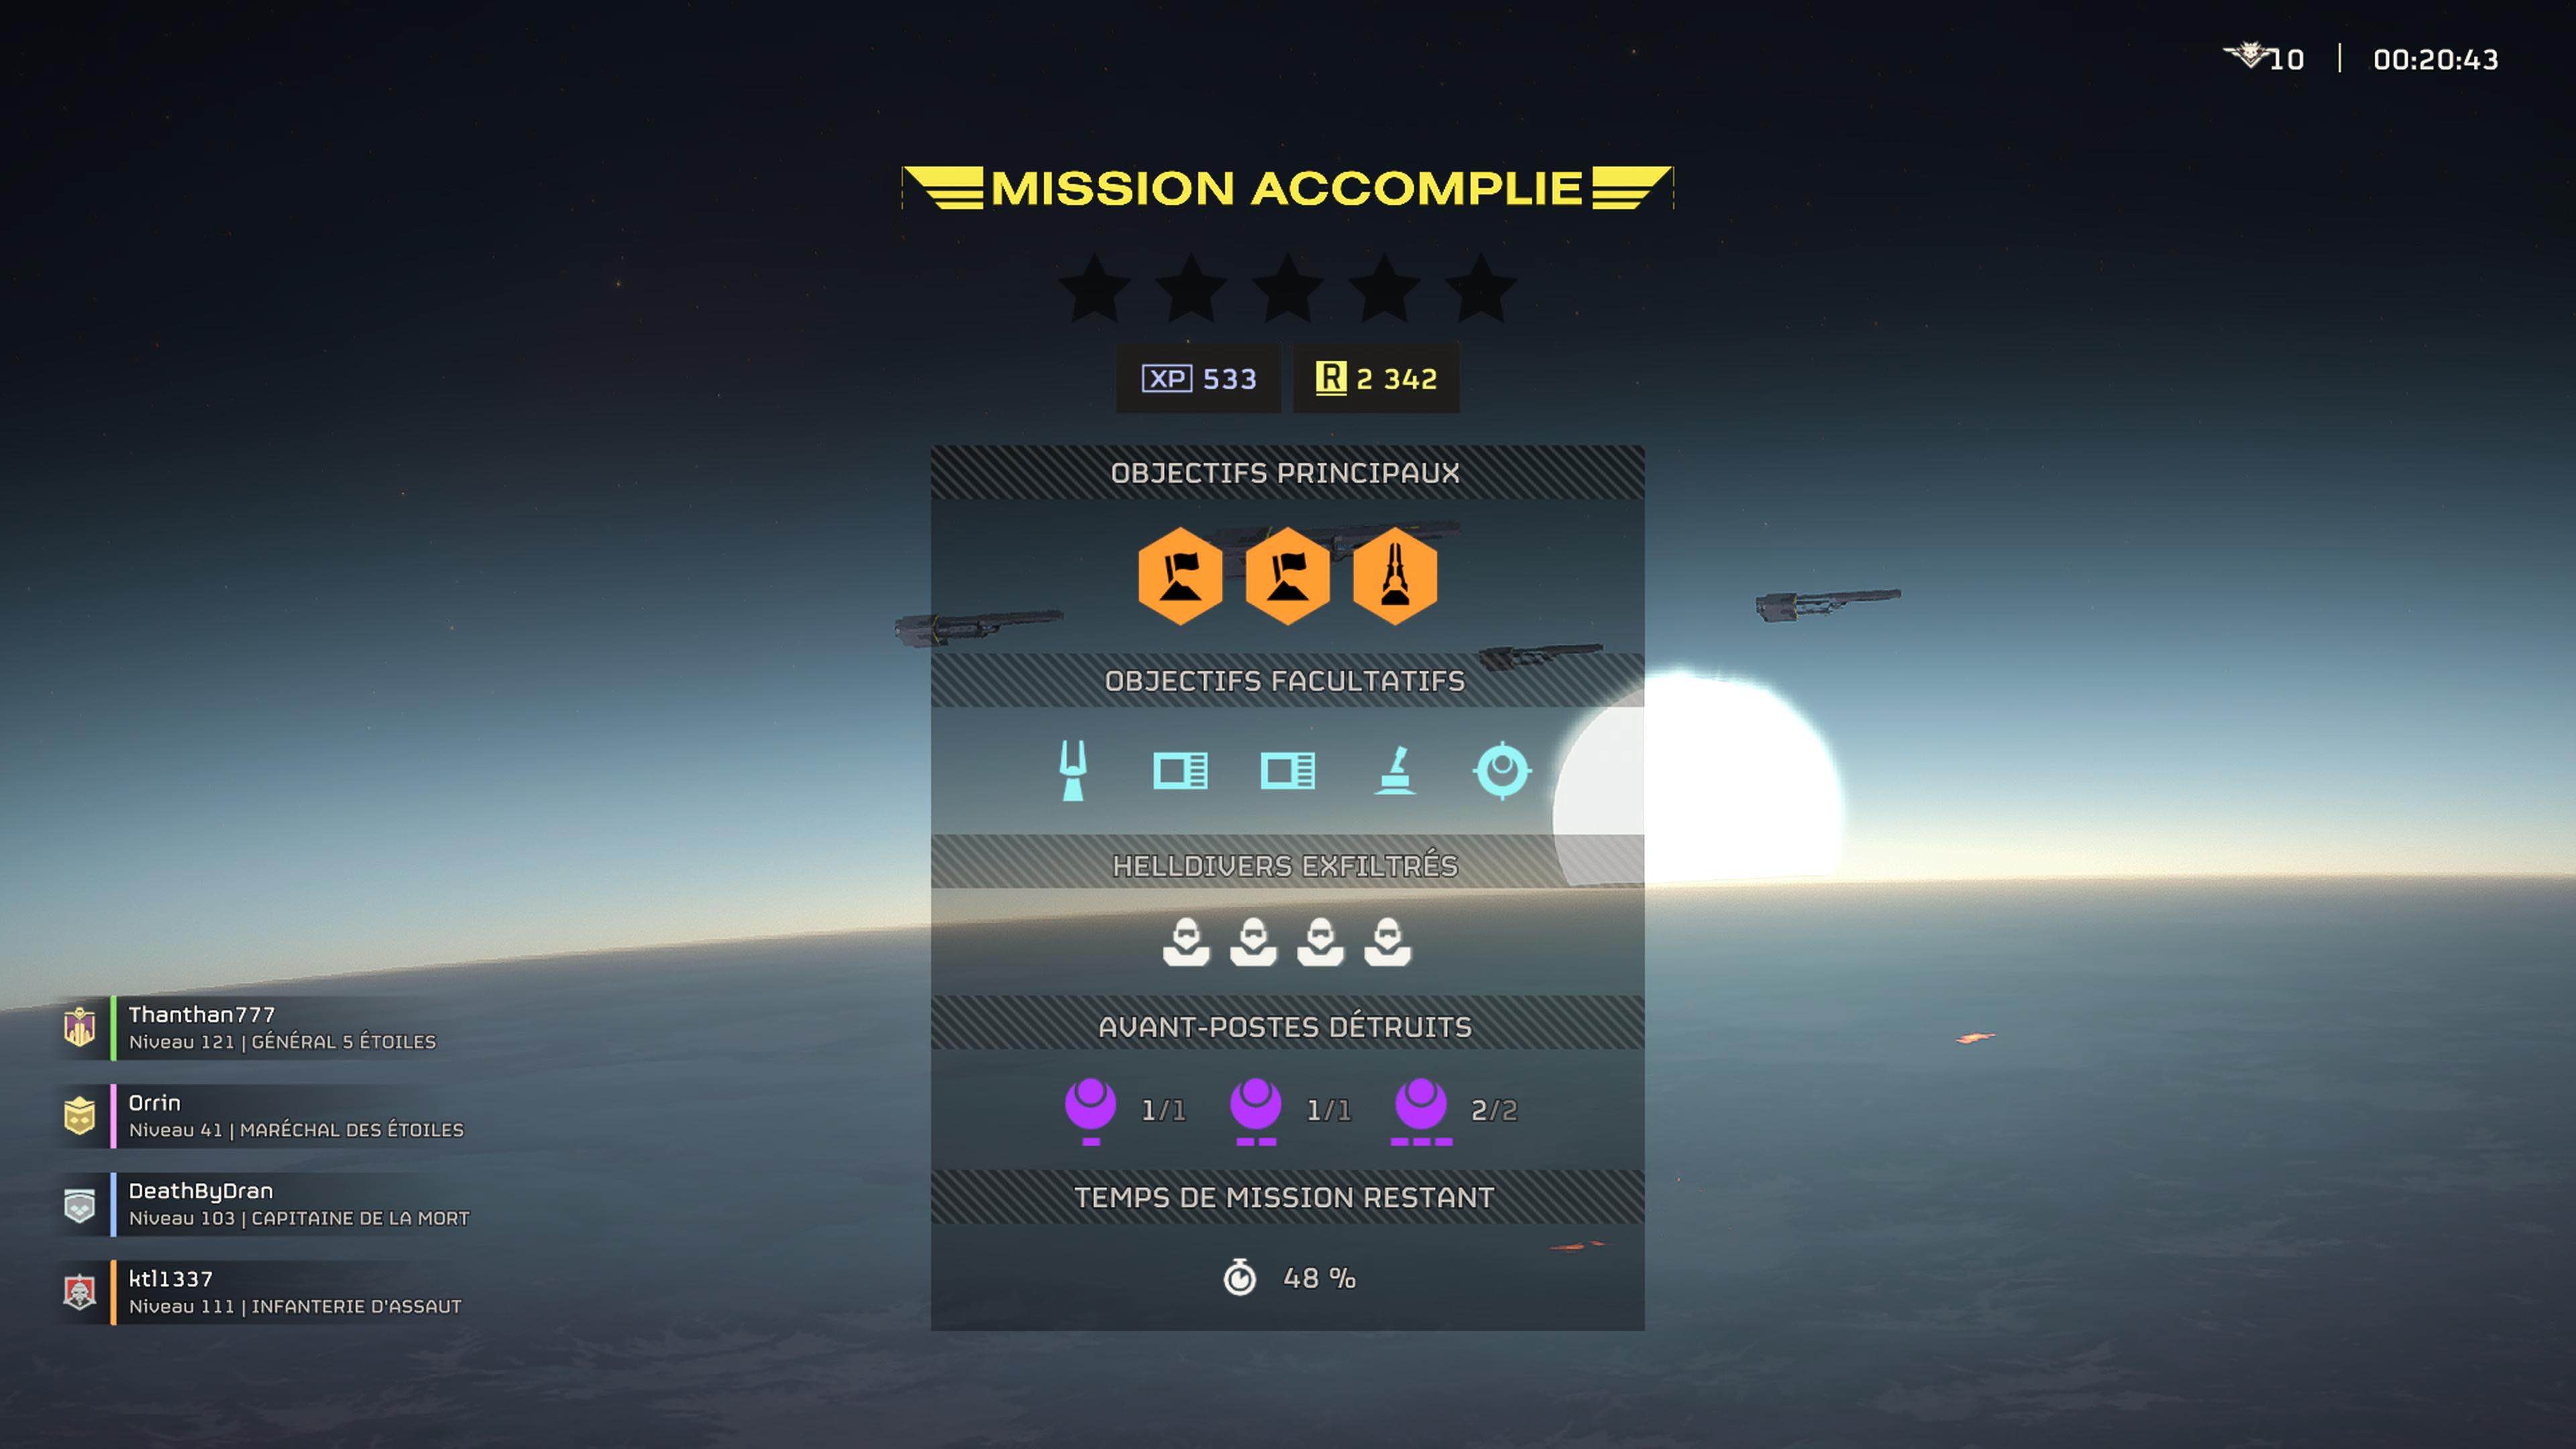 10 | 00:20:43
MISSION ACCOMPLIE
XP 533 R 2 342
OBJECTIFS PRINCIPAUX
OBJECTIFS FACULTATIFS
HELLDIVERS EXFILTRÉS
AVANT-POSTES DÉTRUITS
1/1 1/1 2/2
TEMPS DE MISSION RESTANT
48 %
Thanthan777
Niveau 121 | GÉNÉRAL 5 ÉTOILES
Orrin
Niveau 41 | MARÉCHAL DES ÉTOILES
DeathByDran
Niveau 103 | CAPITAINE DE LA MORT
ktl1337
Niveau 111 | INFANTERIE D'ASSAUT